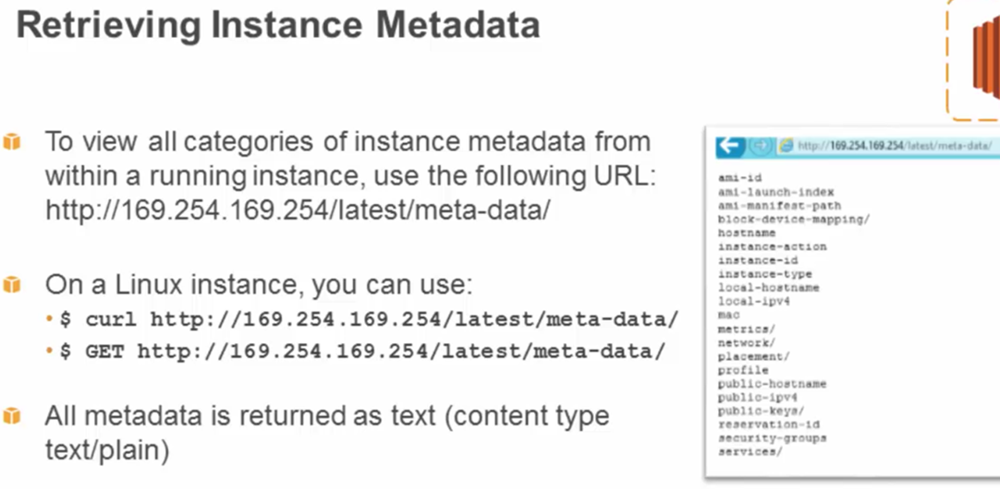 Retrieving Instance Metadata
To view all categories of instance metadata from
within a running instance, use the following URL:
http://169.254.169.254/latest/meta-data/
On a Linux instance, you can use:
• $ curl http://169.254.169.254/latest/meta-data/
• $ GET http://169.254.169.254/latest/meta-data/
All metadata is returned as text (content type
text/plain)
http://169.254.169.254/latest/meta-data/
ami-id
ami-launch-index
ami-manifest-path
block-device-mapping/
hostname
instance-action
instance-id
instance-type
local-hostname
local-ipv4
mac
metrics/
network/
placement/
profile
public-hostname
public-ipv4
public-keys/
reservation-id
security-groups
services/